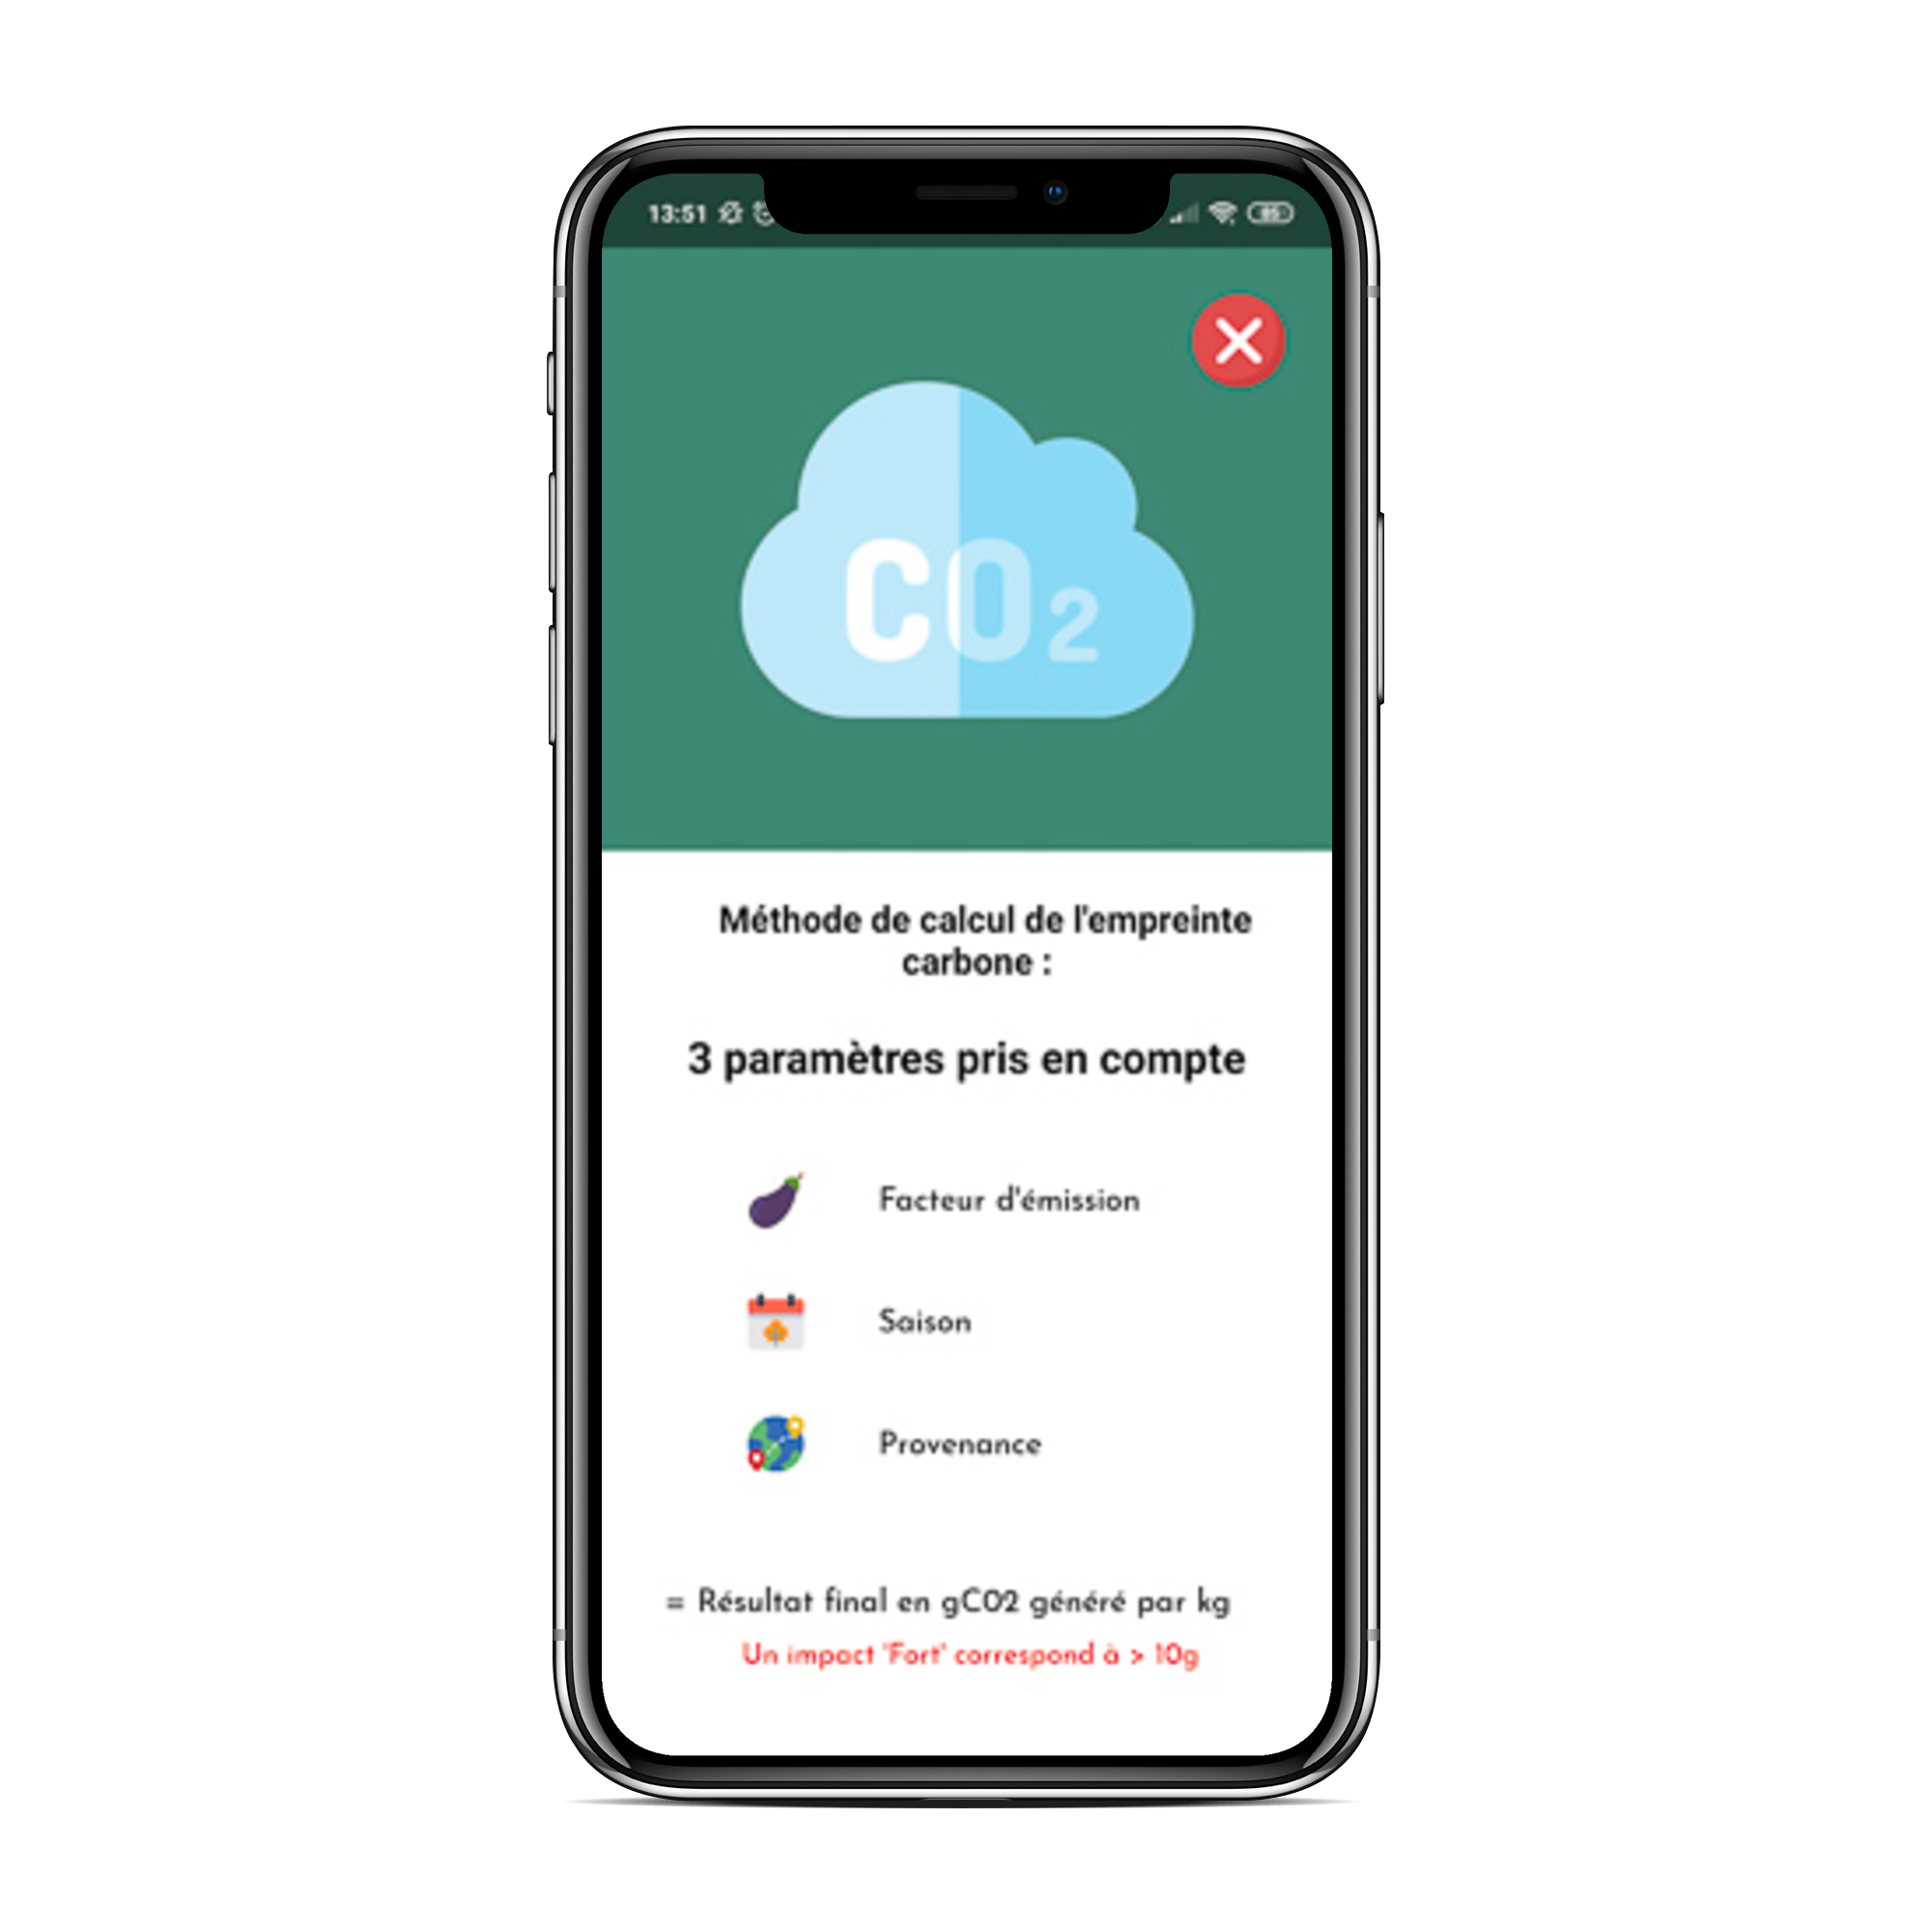 13:51
CO₂
Méthode de calcul de l'empreinte
carbone :
3 paramètres pris en compte
Facteur d'émission
Saison
Provenance
= Résultat final en gCO2 généré par kg
Un impact 'Fort' correspond à > 10g